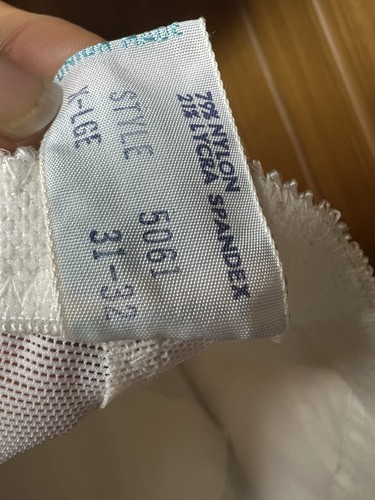 79% NYLON
21% LYCRA SPANDEX
STYLE 5061
X-LGE 31-32